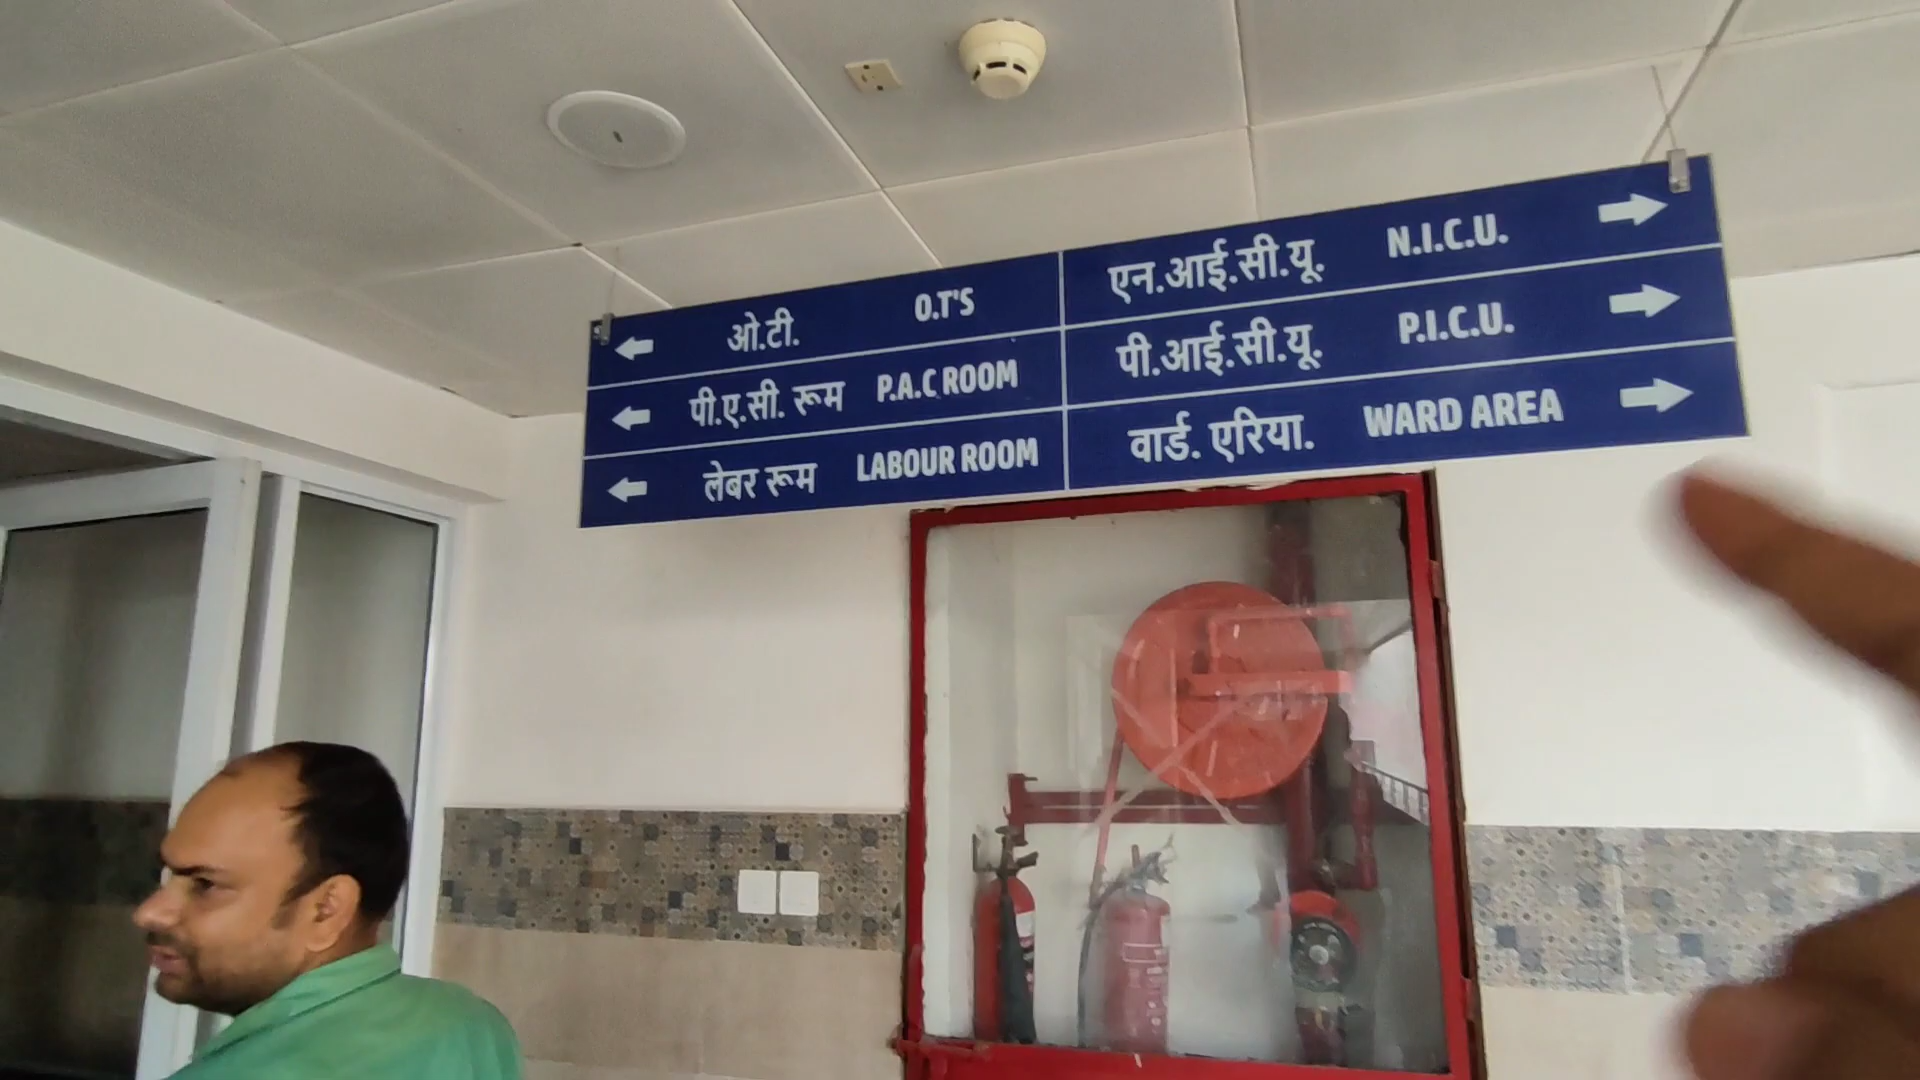 ओ.टी. O.T'S
पी.ए.सी. रूम P.A.C ROOM
लेबर रूम LABOUR ROOM
एन.आई.सी.यू. N.I.C.U.
पी.आई.सी.यू. P.I.C.U.
वार्ड. एरिया. WARD AREA